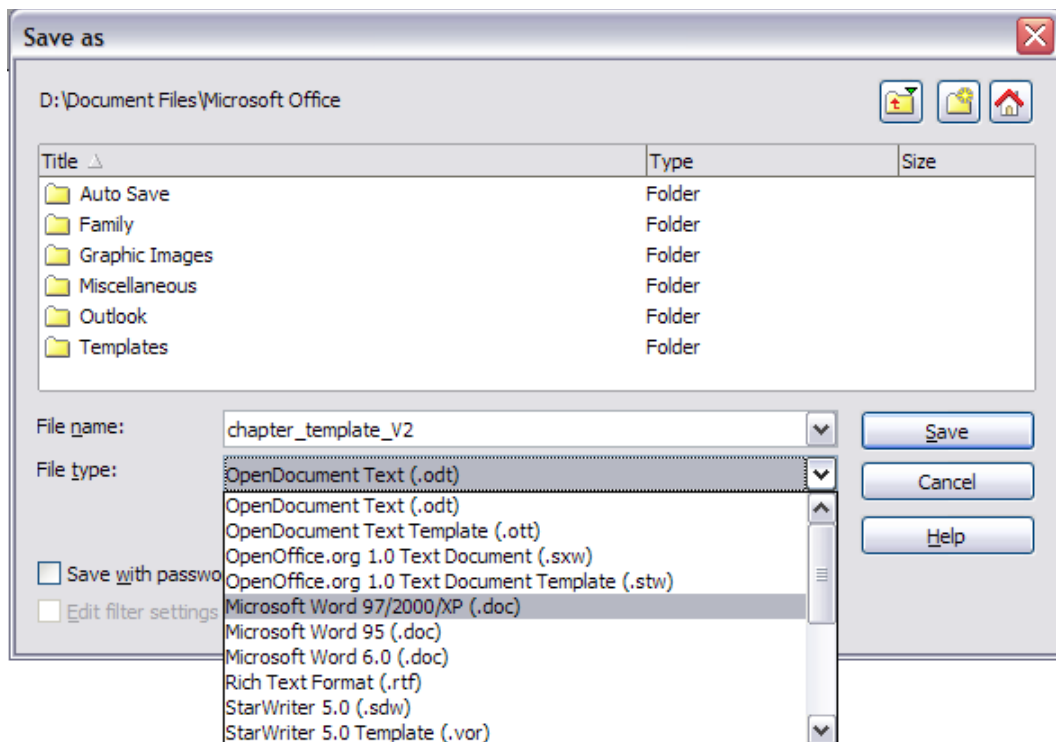 Save as
D:\Document Files\Microsoft Office
Title Type Size
Auto Save Folder
Family Folder
Graphic Images Folder
Miscellaneous Folder
Outlook Folder
Templates Folder
File name: chapter_template_V2 Save
File type: OpenDocument Text (.odt) Cancel
OpenDocument Text (.odt)
OpenDocument Text Template (.ott) Help
OpenOffice.org 1.0 Text Document (.sxw)
Save with passwo OpenOffice.org 1.0 Text Document Template (.stw)
Edit filter settings Microsoft Word 97/2000/XP (.doc)
Microsoft Word 95 (.doc)
Microsoft Word 6.0 (.doc)
Rich Text Format (.rtf)
StarWriter 5.0 (.sdw)
StarWriter 5.0 Template (.vor)